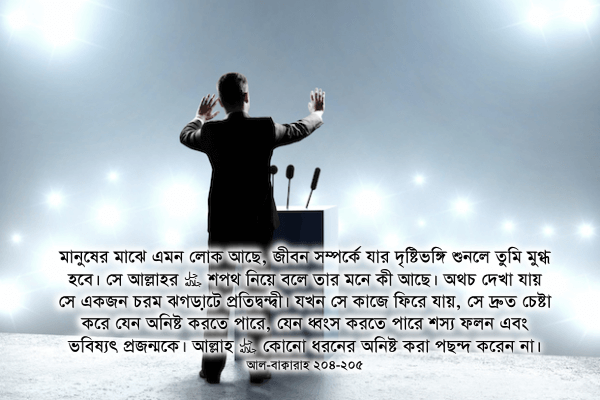 মানুষের মাঝে এমন লোক আছে, জীবন সম্পর্কে যার দৃষ্টিভঙ্গি শুনলে তুমি মুগ্ধ
হবে। সে আল্লাহর ﷻ শপথ নিয়ে বলে তার মনে কী আছে। অথচ দেখা যায়
সে একজন চরম ঝগড়াটে প্রতিদ্বন্দ্বী। যখন সে কাজে ফিরে যায়, সে দ্রুত চেষ্টা
করে যেন অনিষ্ট করতে পারে, যেন ধ্বংস করতে পারে শস্য ফলন এবং
ভবিষ্যৎ প্রজন্মকে। আল্লাহ ﷻ কোনো ধরনের অনিষ্ট করা পছন্দ করেন না।
আল-বাক্বারাহ ২০৪-২০৫